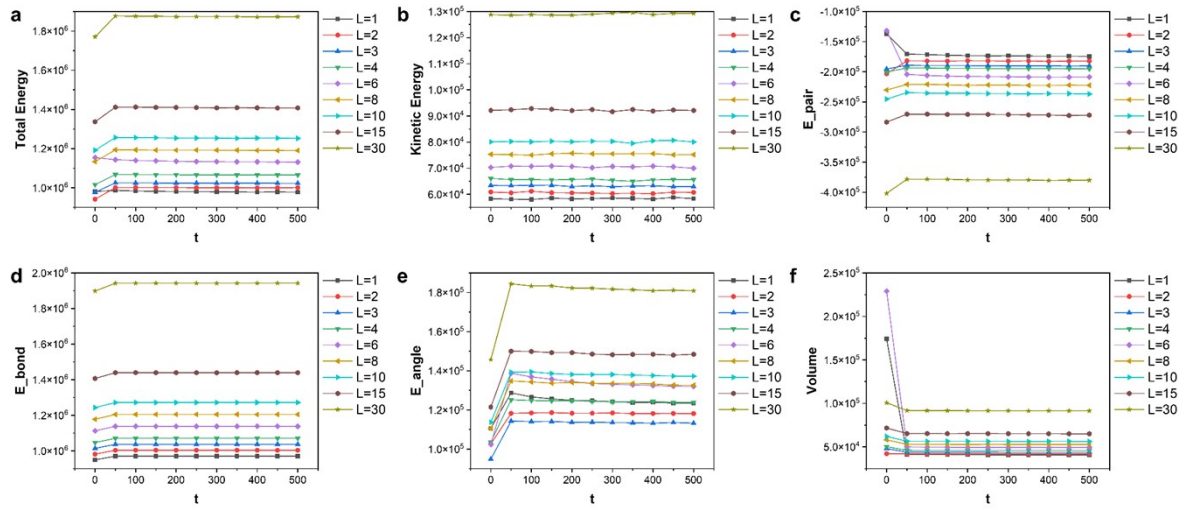 a
Total Energy
1.8×10⁶
1.6×10⁶
1.4×10⁶
1.2×10⁶
1.0×10⁶
0 100 200 300 400 500
t
L=1
L=2
L=3
L=4
L=6
L=8
L=10
L=15
L=30
b
Kinetic Energy
1.3×10⁵
1.2×10⁵
1.1×10⁵
1.0×10⁵
9.0×10⁴
8.0×10⁴
7.0×10⁴
6.0×10⁴
0 100 200 300 400 500
t
L=1
L=2
L=3
L=4
L=6
L=8
L=10
L=15
L=30
c
E_pair
-1.0×10⁵
-1.5×10⁵
-2.0×10⁵
-2.5×10⁵
-3.0×10⁵
-3.5×10⁵
-4.0×10⁵
0 100 200 300 400 500
t
L=1
L=2
L=3
L=4
L=6
L=8
L=10
L=15
L=30
d
E_bond
2.0×10⁶
1.8×10⁶
1.6×10⁶
1.4×10⁶
1.2×10⁶
1.0×10⁶
0 100 200 300 400 500
t
L=1
L=2
L=3
L=4
L=6
L=8
L=10
L=15
L=30
e
E_angle
1.8×10⁵
1.6×10⁵
1.4×10⁵
1.2×10⁵
1.0×10⁵
0 100 200 300 400 500
t
L=1
L=2
L=3
L=4
L=6
L=8
L=10
L=15
L=30
f
Volume
2.5×10⁵
2.0×10⁵
1.5×10⁵
1.0×10⁵
5.0×10⁴
0 100 200 300 400 500
t
L=1
L=2
L=3
L=4
L=6
L=8
L=10
L=15
L=30